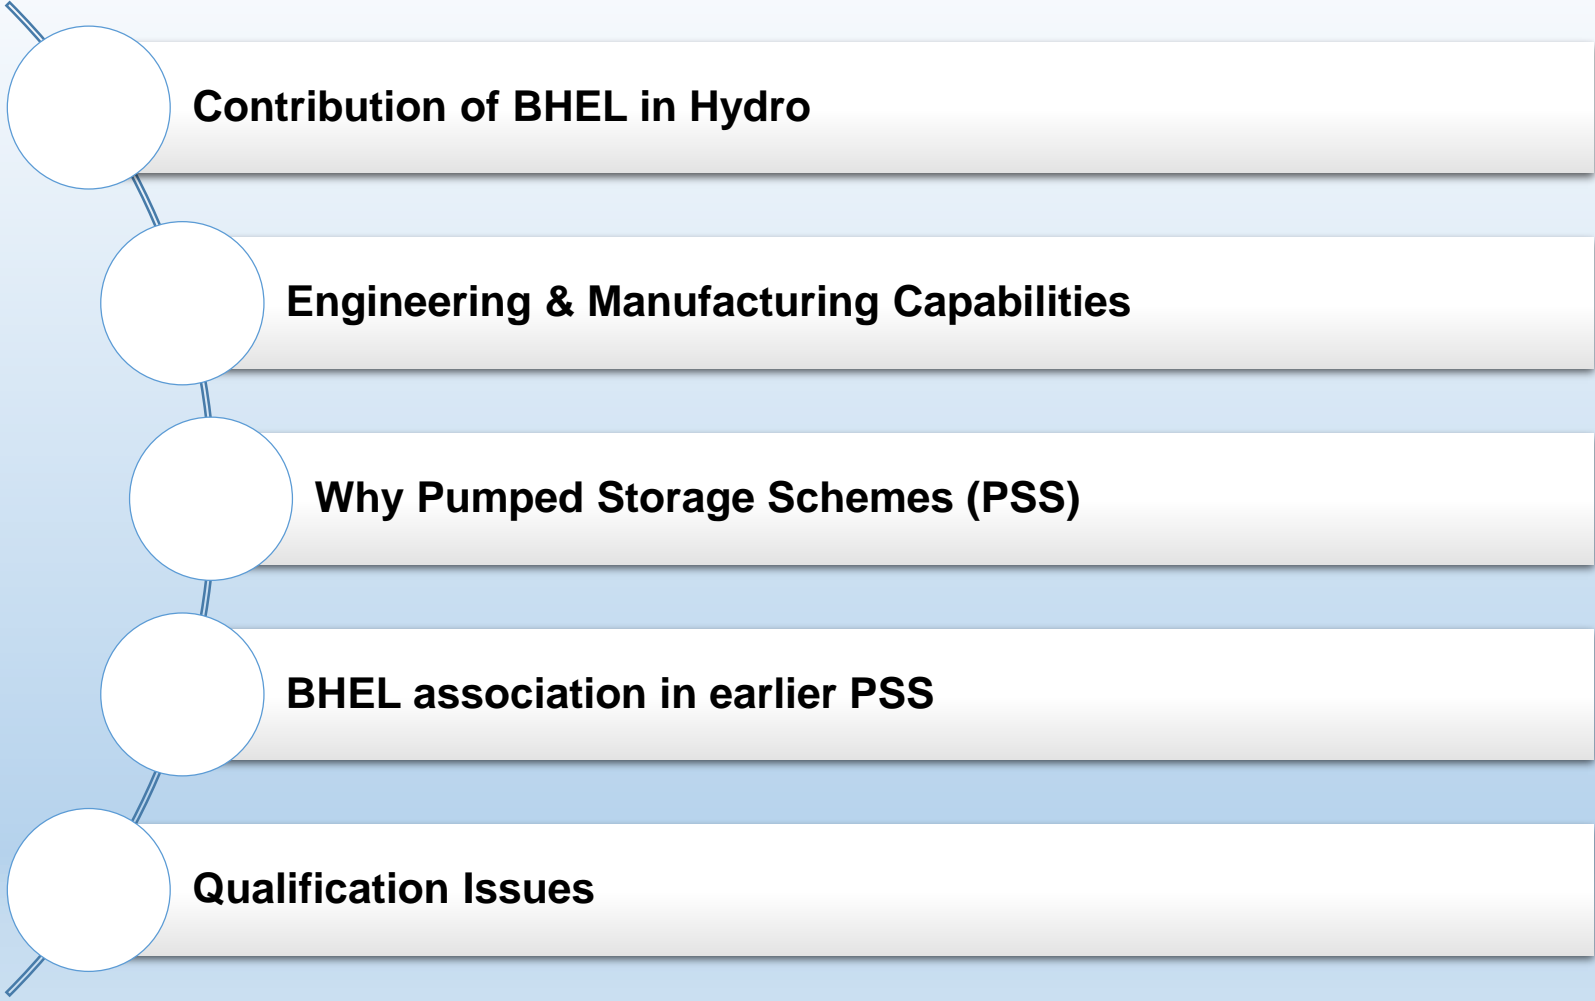 Contribution of BHEL in Hydro
Engineering & Manufacturing Capabilities
Why Pumped Storage Schemes (PSS)
BHEL association in earlier PSS
Qualification Issues